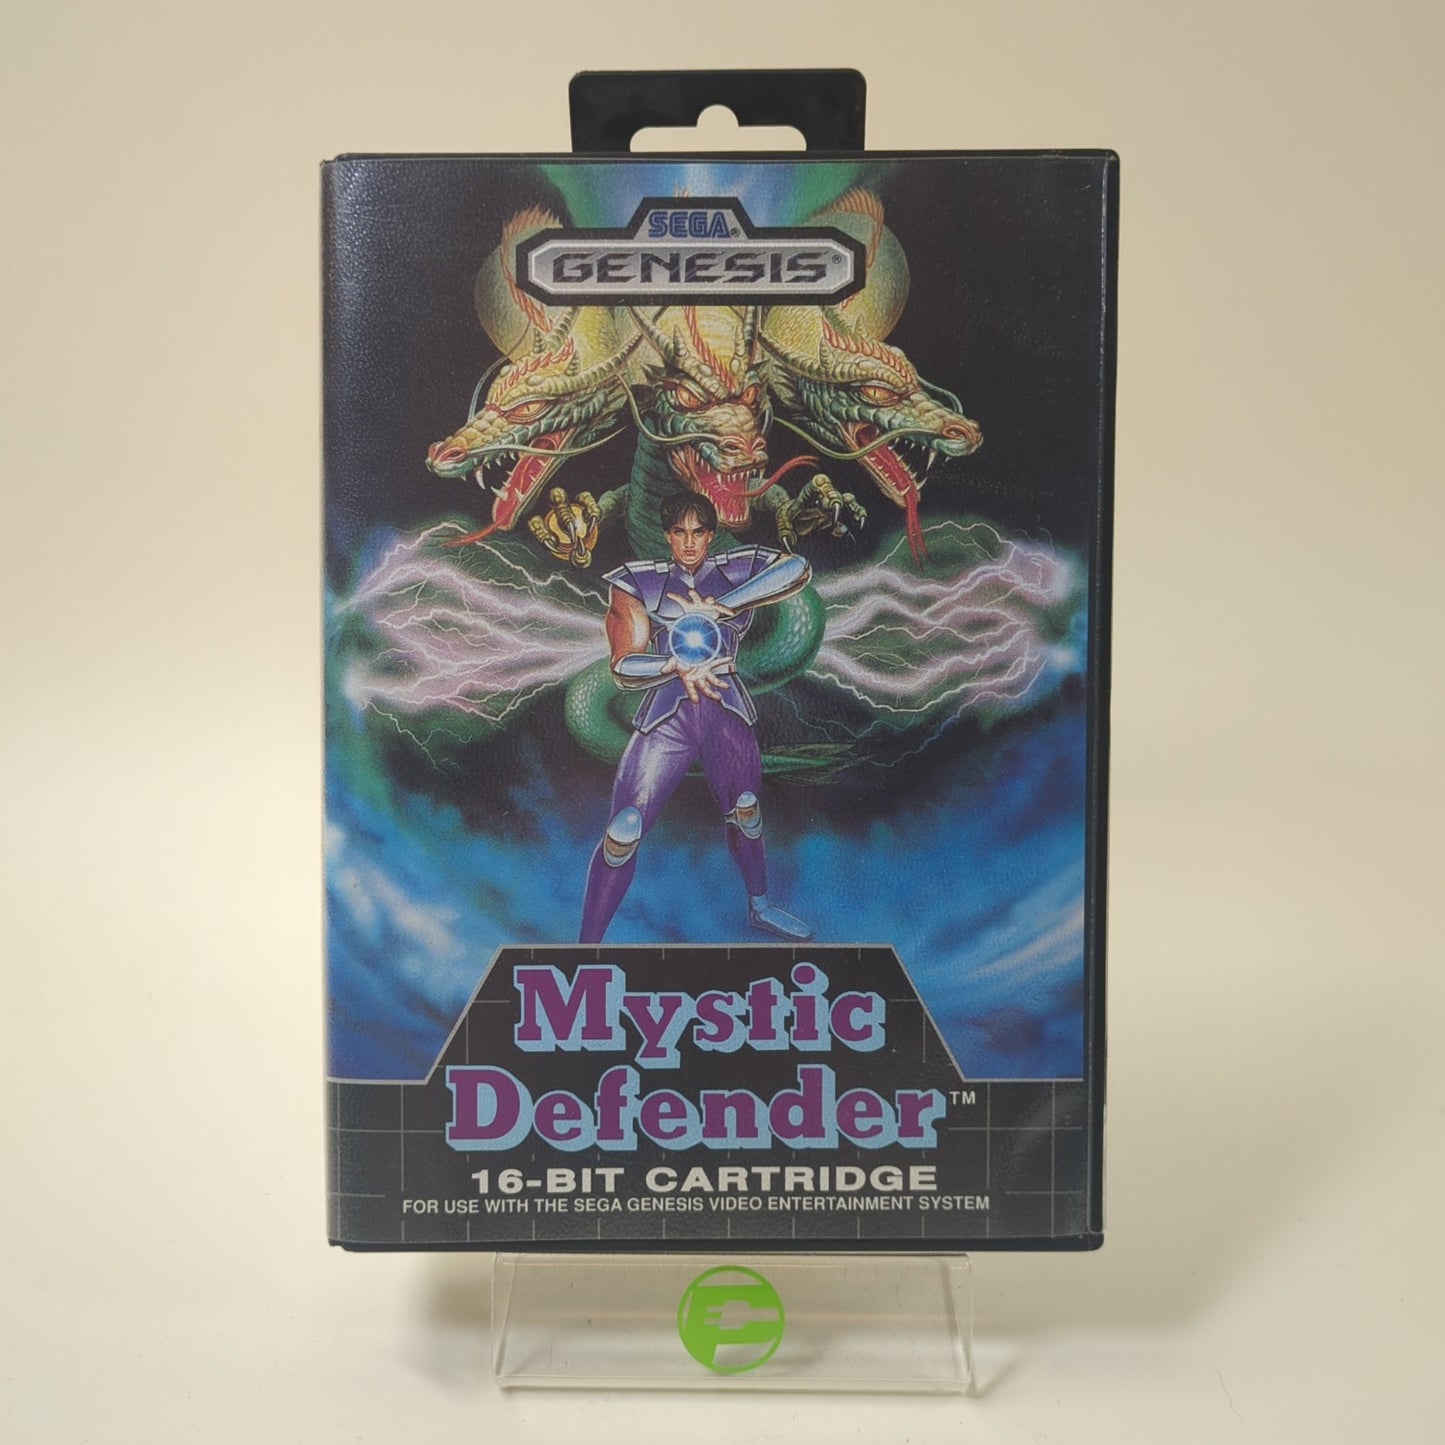 SEGA®
GENESIS®
Mystic
Defender™
16-BIT CARTRIDGE
FOR USE WITH THE SEGA GENESIS VIDEO ENTERTAINMENT SYSTEM